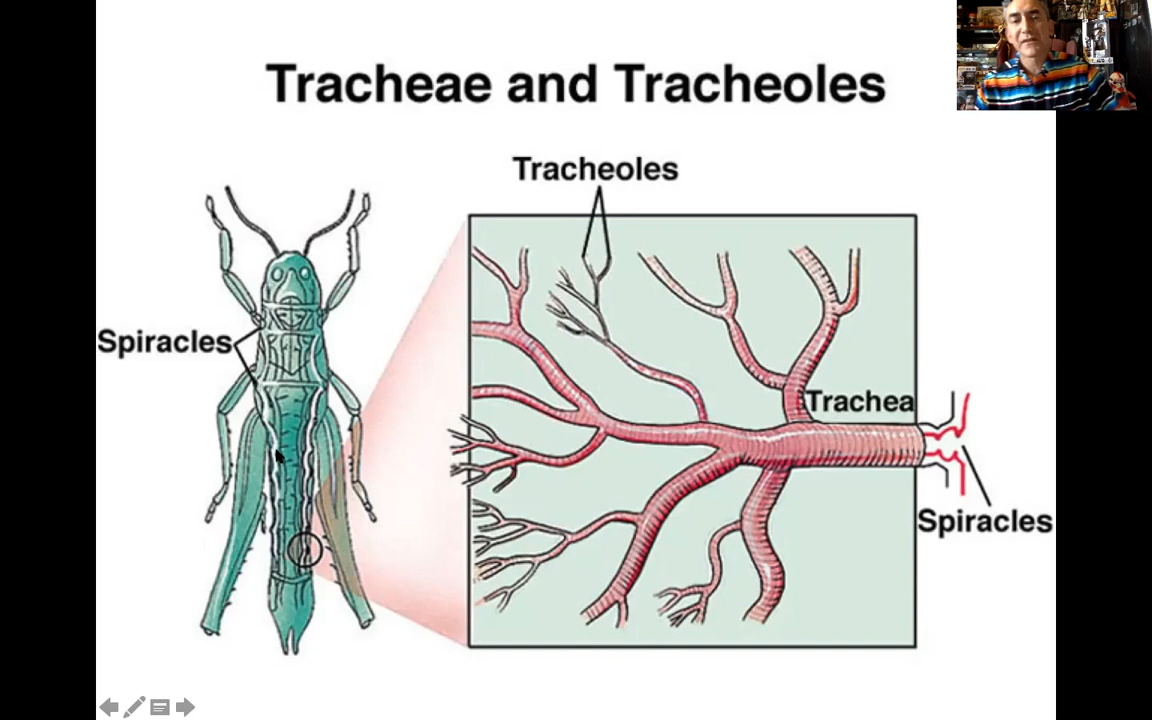 Tracheae and Tracheoles
Tracheoles
Spiracles
Trachea
Spiracles